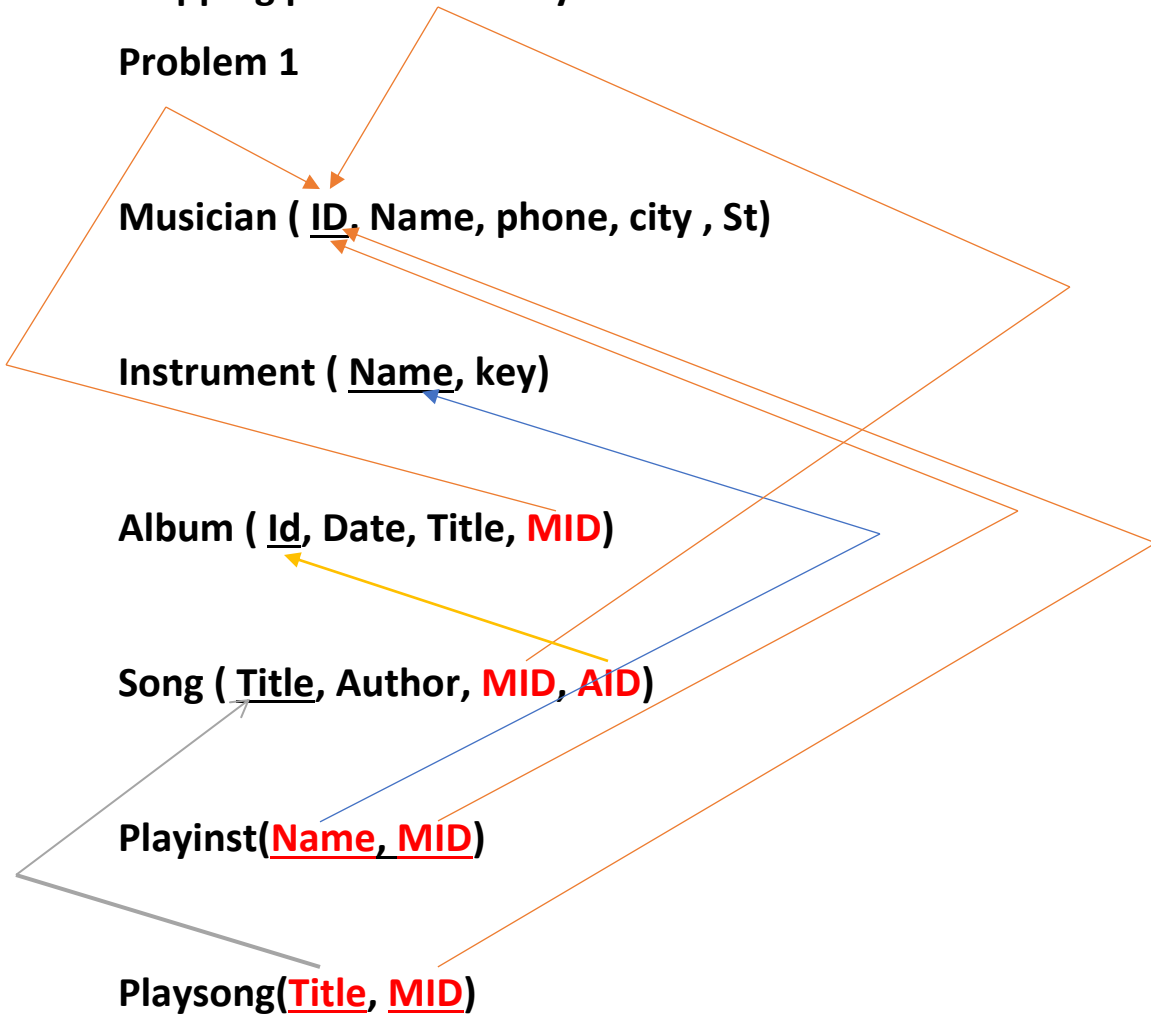 Problem 1
Musician ( ID, Name, phone, city , St)
Instrument ( Name, key)
Album ( Id, Date, Title, MID)
Song ( Title, Author, MID, AID)
Playinst(Name, MID)
Playsong(Title, MID)